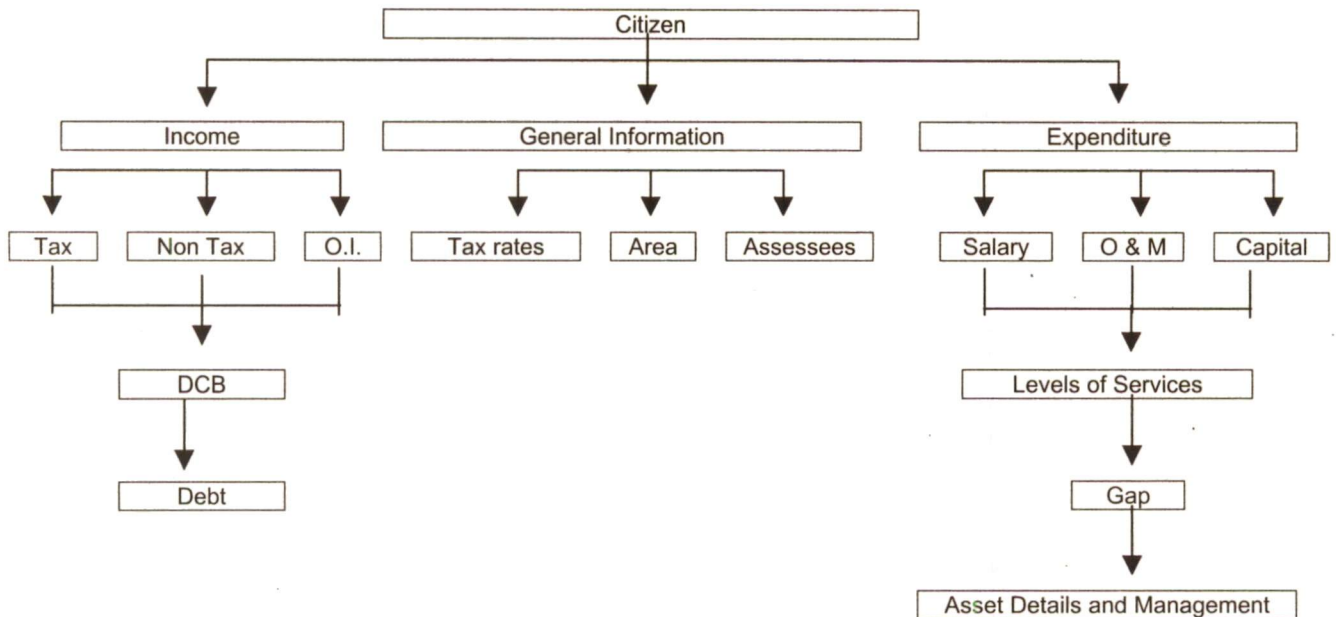 Citizen
Income
General Information
Expenditure
Tax
Non Tax
O.I.
Tax rates
Area
Assessees
Salary
O & M
Capital
DCB
Levels of Services
Debt
Gap
Asset Details and Management